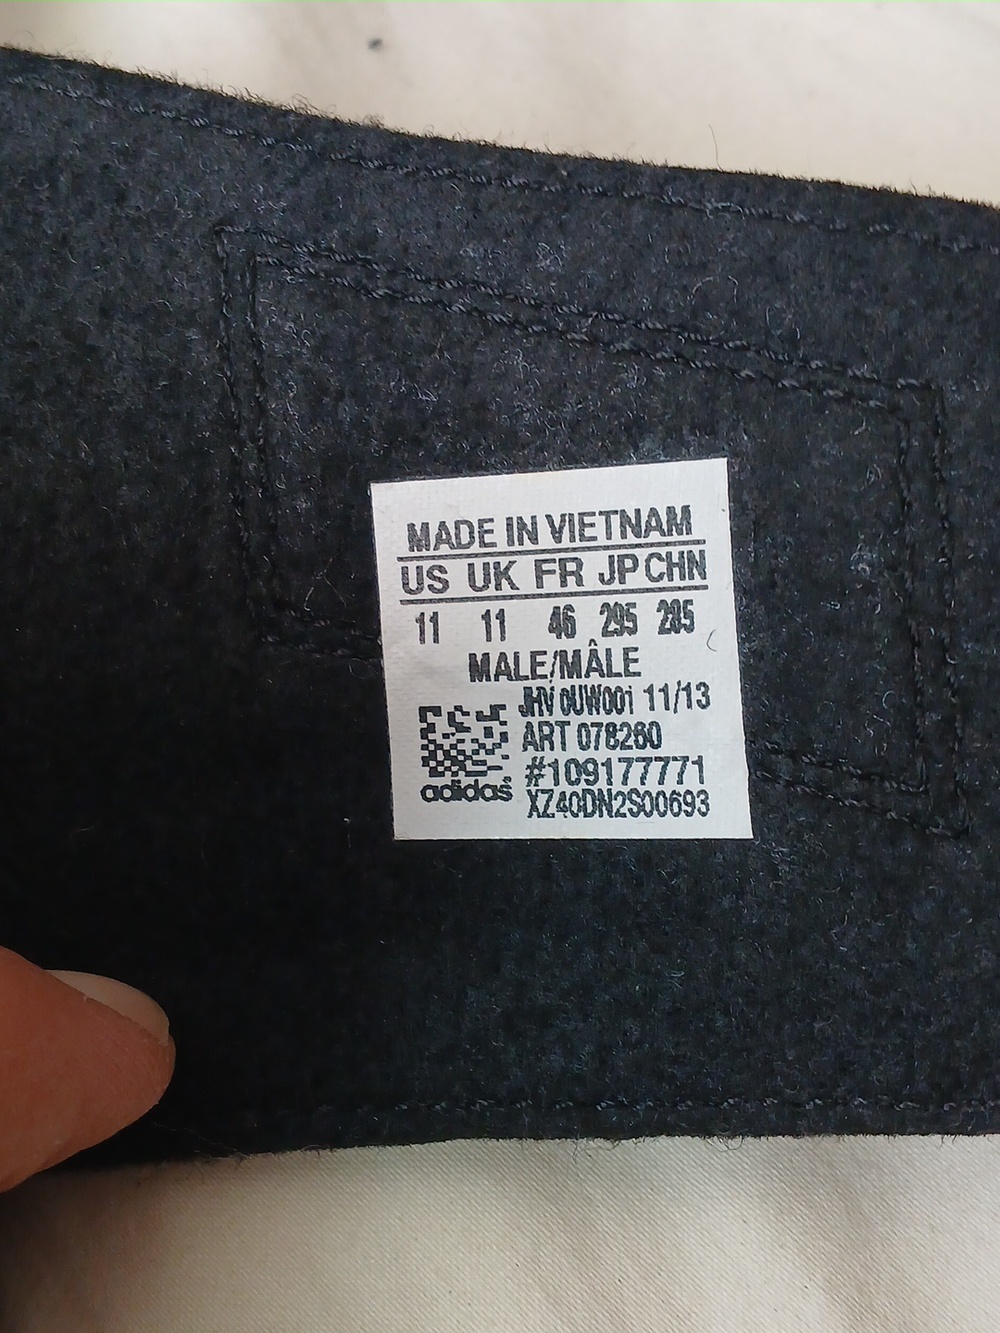 MADE IN VIETNAM
US UK FR JP CHN
11 11 46 295 285
MALE/MÂLE
JHV 0UW001 11/13
ART 078260
#109177771
adidas XZ40DN2S00693